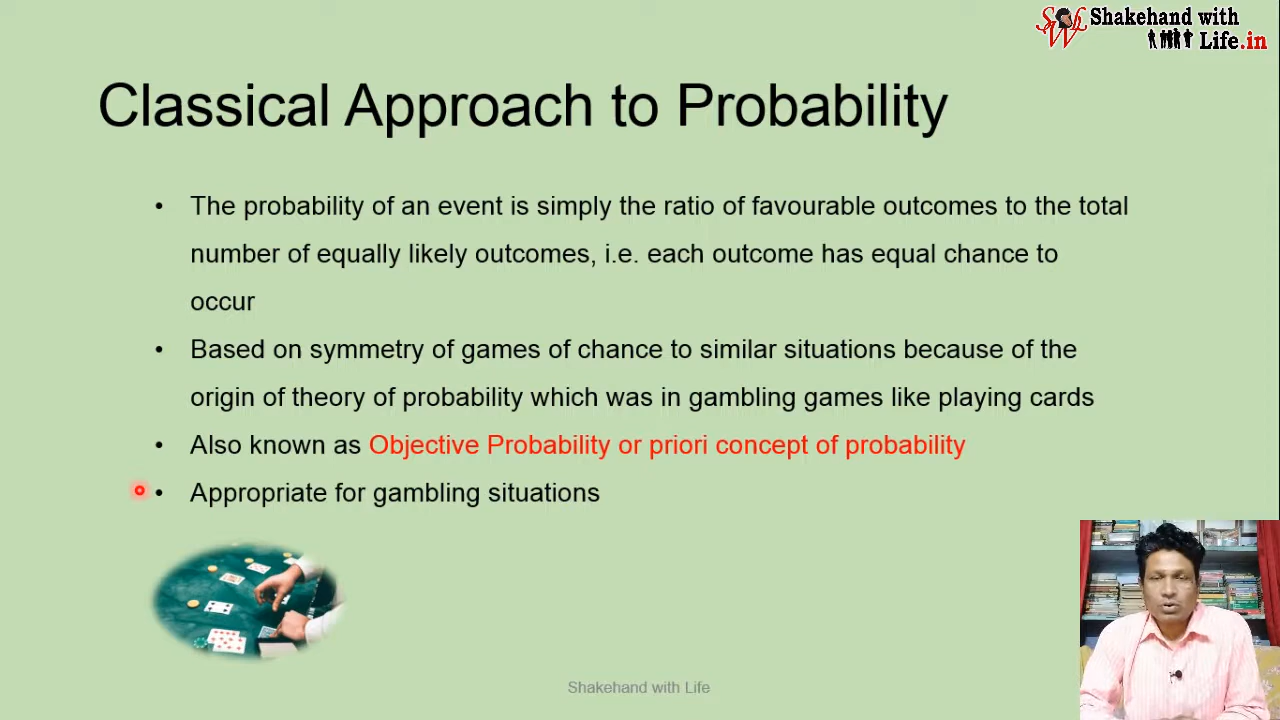 Shakehand with
Life.in
Classical Approach to Probability
• The probability of an event is simply the ratio of favourable outcomes to the total
number of equally likely outcomes, i.e. each outcome has equal chance to
occur
• Based on symmetry of games of chance to similar situations because of the
origin of theory of probability which was in gambling games like playing cards
• Also known as Objective Probability or priori concept of probability
• Appropriate for gambling situations
Shakehand with Life